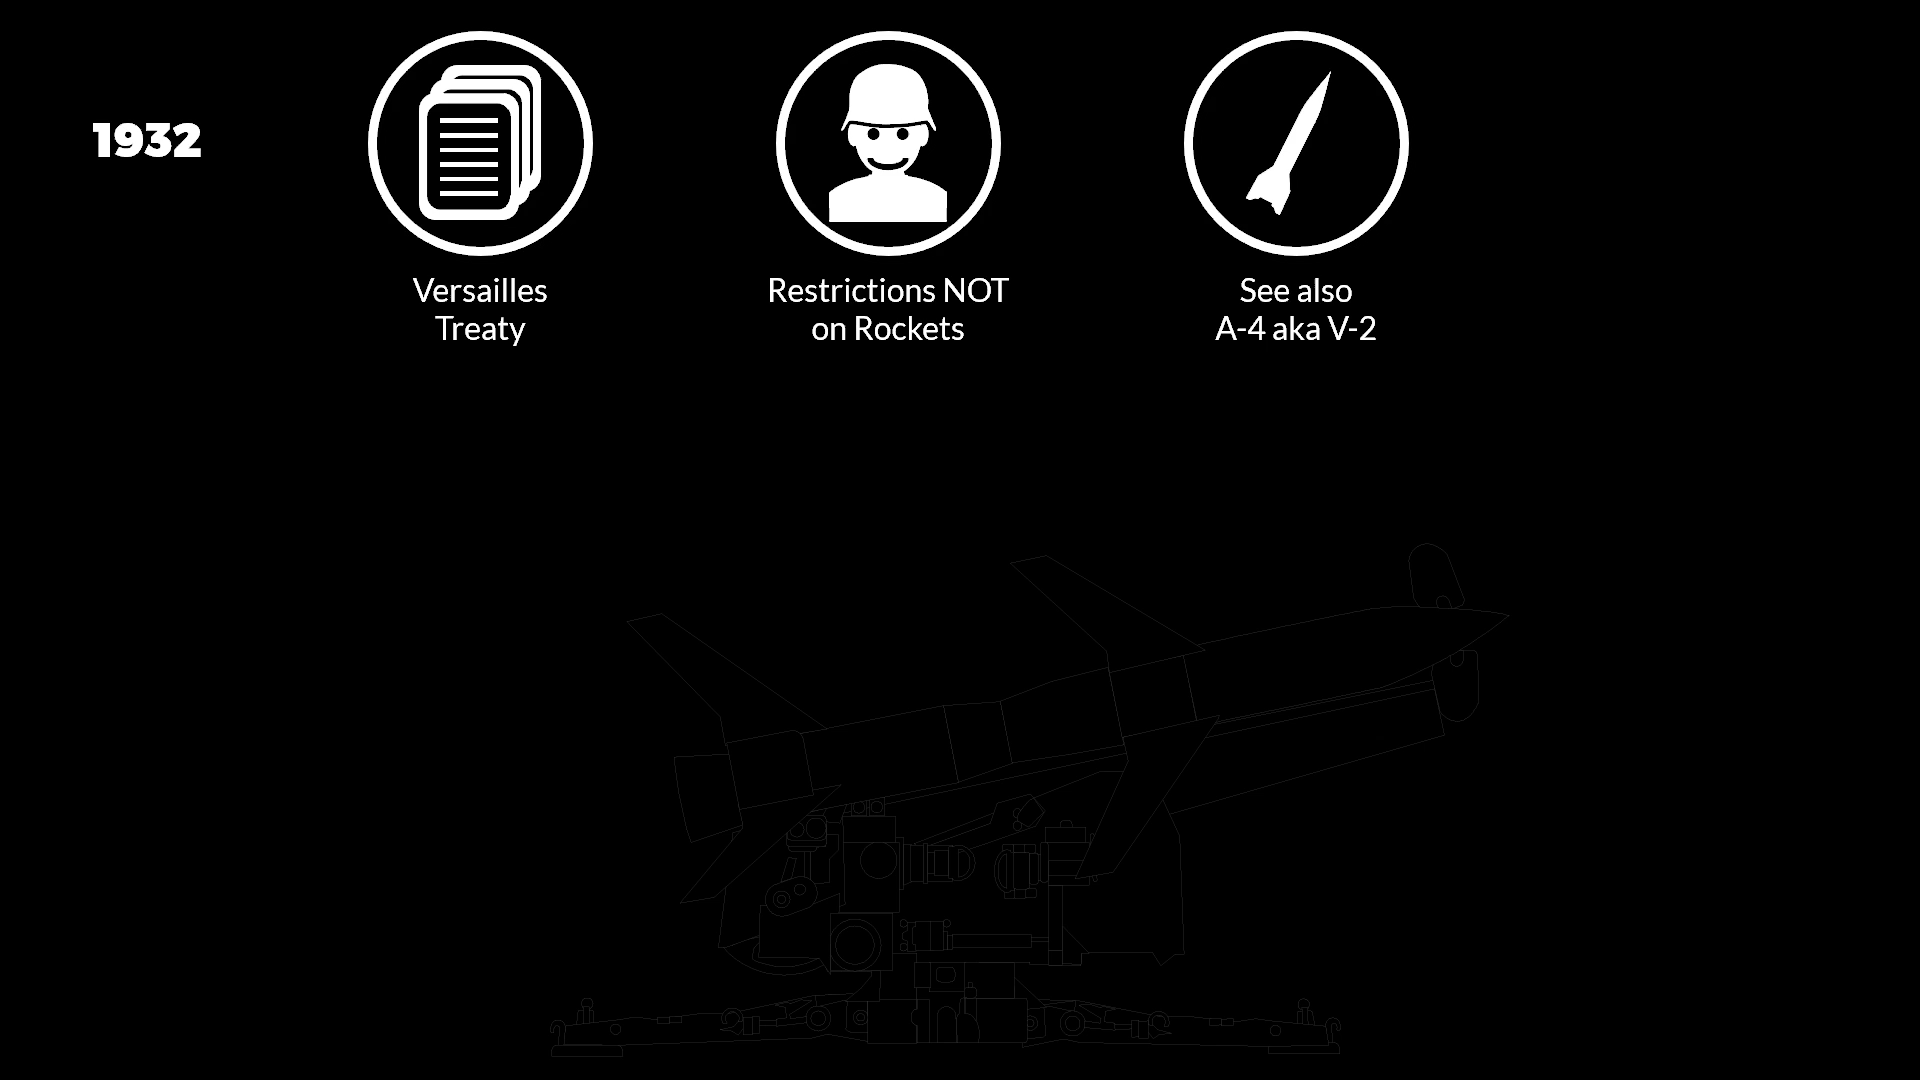 1932
Versailles
Treaty
Restrictions NOT
on Rockets
See also
A-4 aka V-2